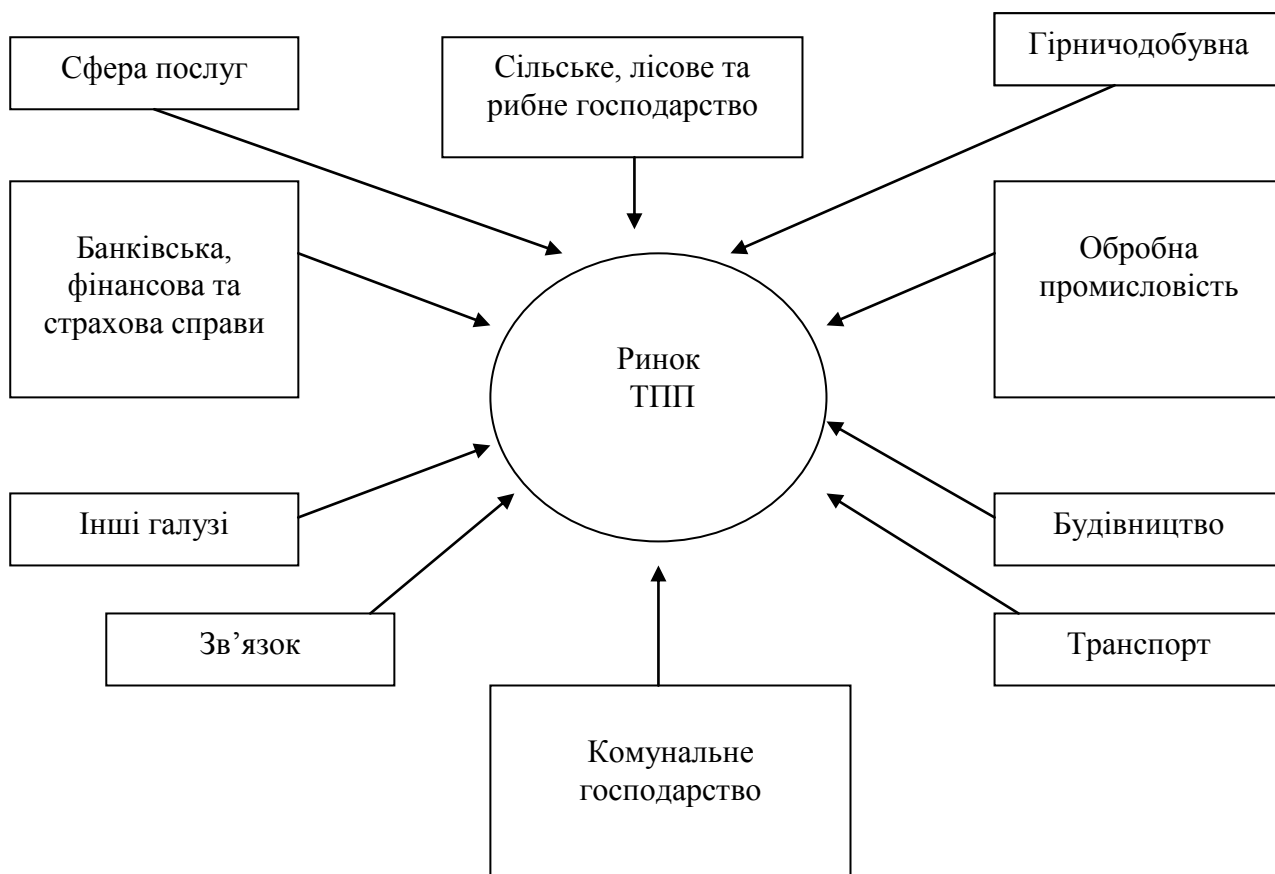 Сфера послуг
Сільське, лісове та
рибне господарство
Гірничодобувна
Банківська,
фінансова та
страхова справи
Обробна
промисловість
Ринок
ТПП
Інші галузі
Будівництво
Зв’язок
Транспорт
Комунальне
господарство